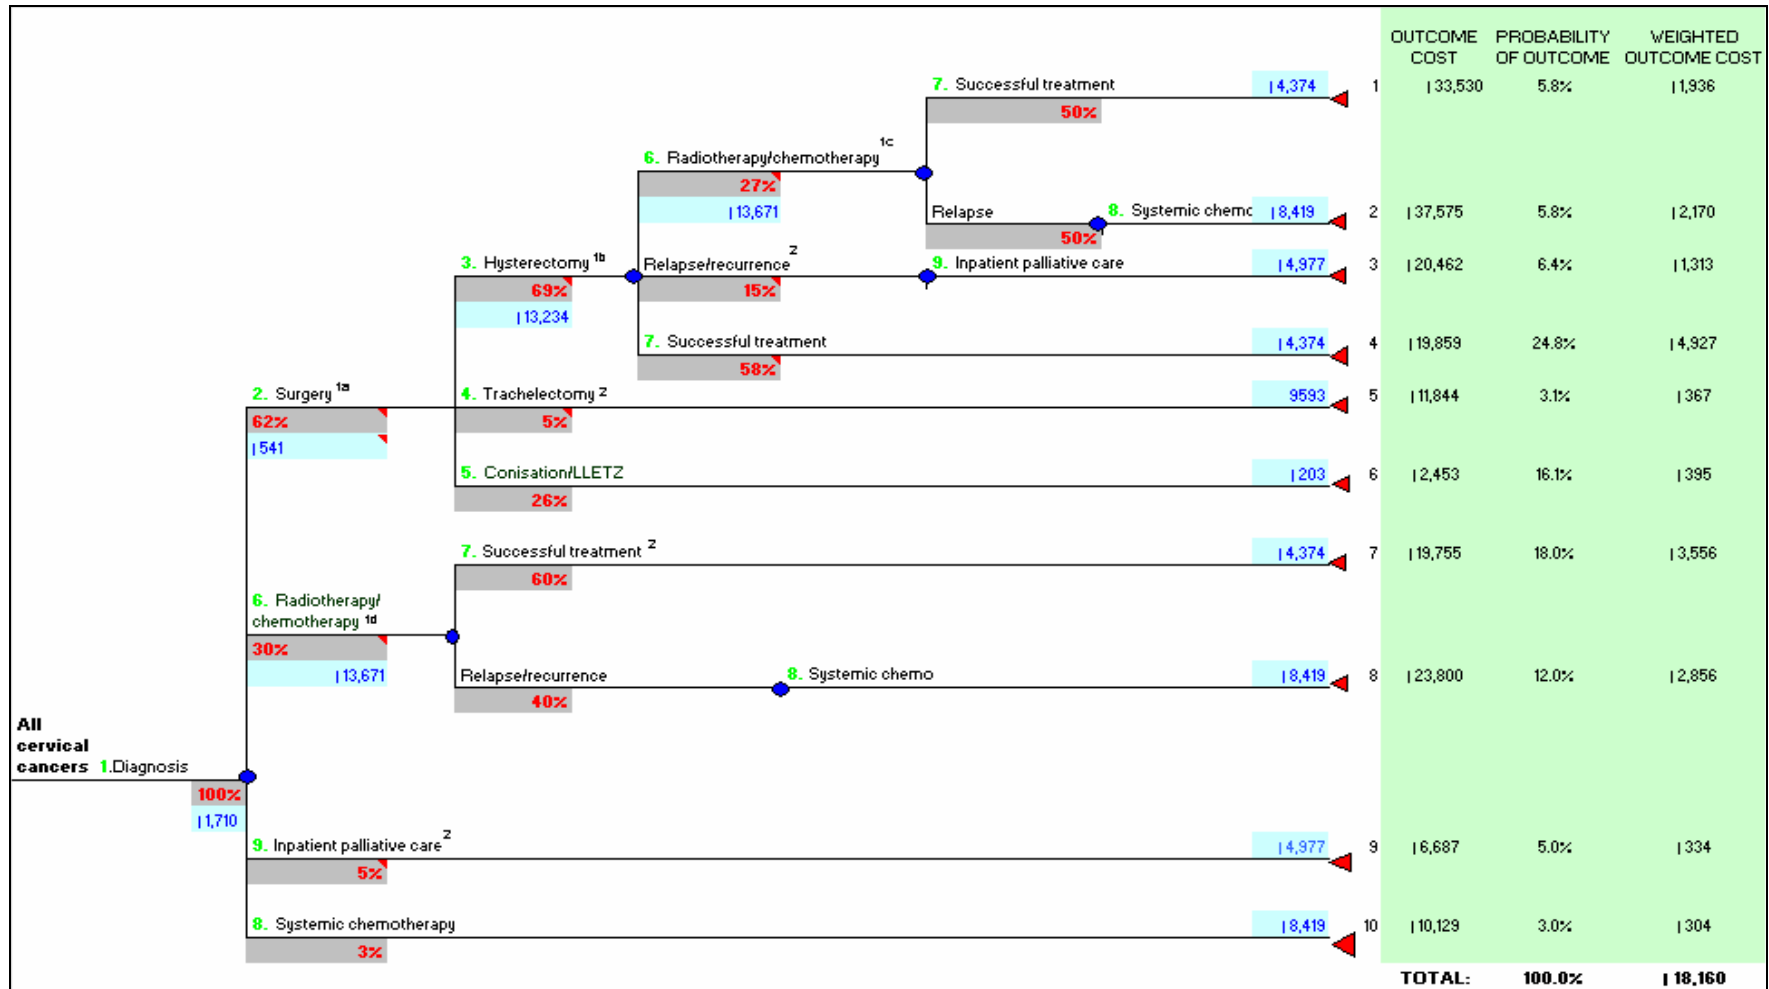 OUTCOME COST PROBABILITY OF OUTCOME WEIGHTED OUTCOME COST
7. Successful treatment | 4,374 1 | 33,530 5.8% | 1,936
50%
6. Radiotherapy/chemotherapy 1c
27%
| 13,671
Relapse 8. Systemic chemo | 8,419 2 | 37,575 5.8% | 2,170
50%
3. Hysterectomy 1b Relapse/recurrence 2 9. Inpatient palliative care | 4,977 3 | 20,462 6.4% | 1,313
69% 15%
| 13,234
7. Successful treatment | 4,374 4 | 19,859 24.8% | 4,927
58%
2. Surgery 1a 4. Trachelectomy 2 9593 5 | 11,844 3.1% | 367
62% 5%
| 541
5. Conisation/LLETZ | 203 6 | 2,453 16.1% | 395
26%
7. Successful treatment 2 | 4,374 7 | 19,755 18.0% | 3,556
60%
6. Radiotherapy/
chemotherapy 1d
30%
| 13,671 Relapse/recurrence 8. Systemic chemo | 8,419 8 | 23,800 12.0% | 2,856
40%
All
cervical
cancers 1.Diagnosis
100%
| 1,710
9. Inpatient palliative care 2 | 4,977 9 | 6,687 5.0% | 334
5%
8. Systemic chemotherapy | 8,419 10 | 10,129 3.0% | 304
3%
TOTAL: 100.0% | 18,160